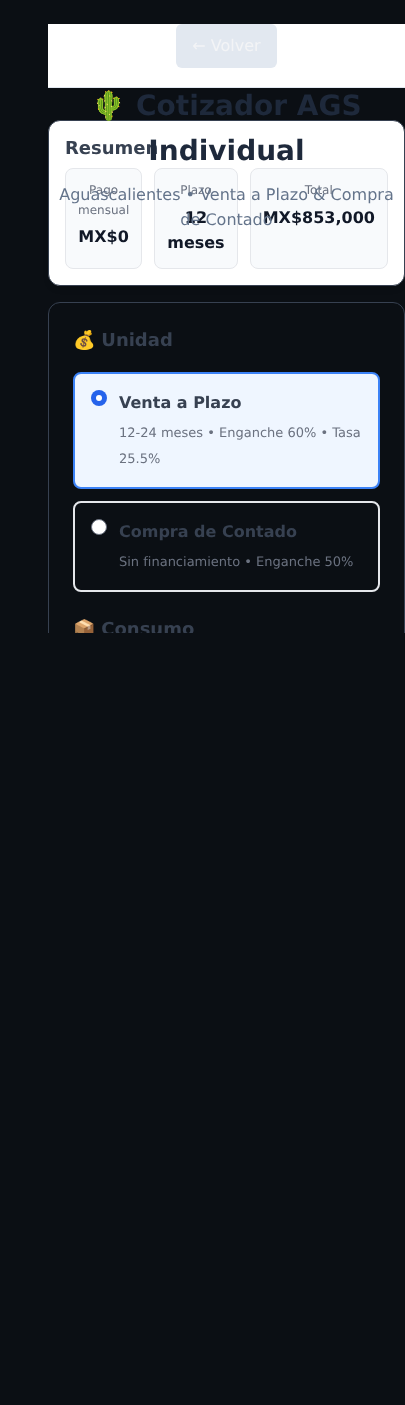 ← Volver
🌵 Cotizador AGS
Individual
Aguascalientes • Venta a Plazo & Compra
de Contado
Resumen
Pago
mensual
MX$0
Plazo
12
meses
Total
MX$853,000
💰 Unidad
Venta a Plazo
12-24 meses • Enganche 60% • Tasa
25.5%
Compra de Contado
Sin financiamiento • Enganche 50%
📦 Consumo